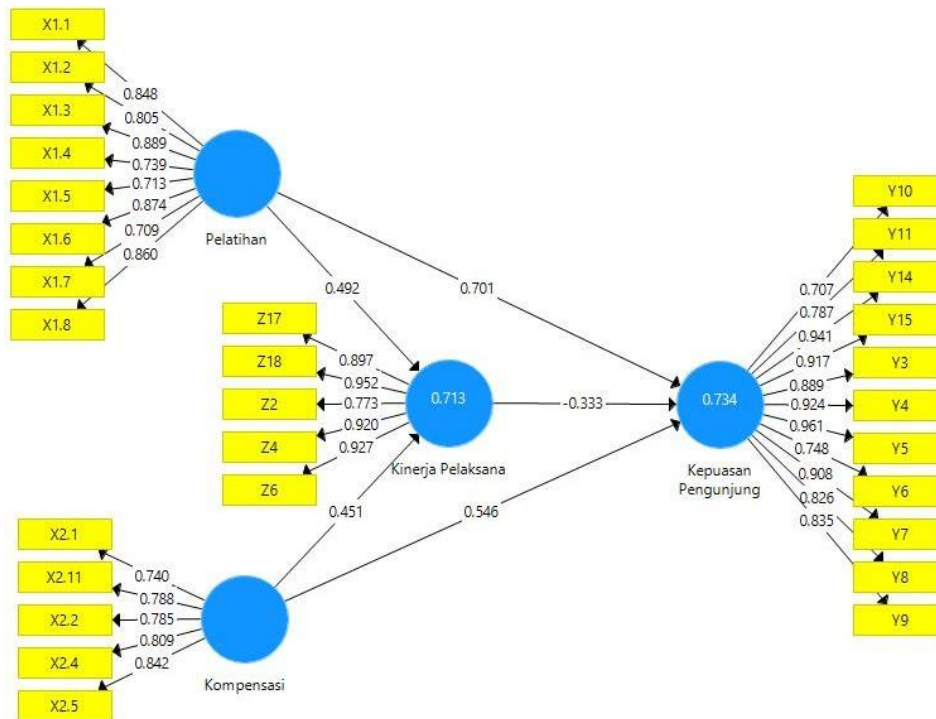 X1.1
X1.2
X1.3
X1.4
X1.5
X1.6
X1.7
X1.8
0.848
0.805
0.889
0.739
0.713
0.874
0.709
0.860
Pelatihan
0.492
0.701
Z17
Z18
Z2
Z4
Z6
0.897
0.952
0.773
0.920
0.927
0.713
Kinerja Pelaksana
-0.333
0.734
Kepuasan
Pengunjung
0.707
0.787
0.941
0.917
0.889
0.924
0.961
0.748
0.908
0.826
0.835
Y10
Y11
Y14
Y15
Y3
Y4
Y5
Y6
Y7
Y8
Y9
0.451
0.546
X2.1
X2.11
X2.2
X2.4
X2.5
0.740
0.788
0.785
0.809
0.842
Kompensasi